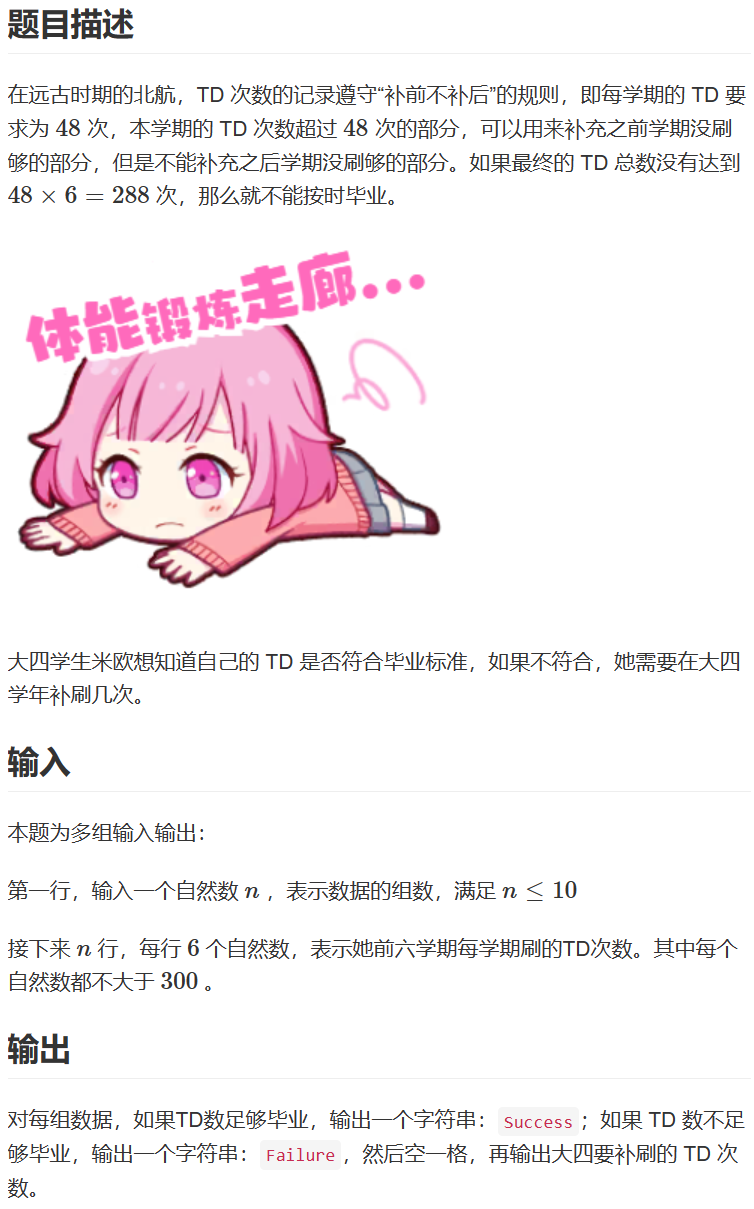 题目描述
在远古时期的北航，TD 次数的记录遵守“补前不补后”的规则，即每学期的 TD 要
求为 48 次，本学期的 TD 次数超过 48 次的部分，可以用来补充之前学期没刷
够的部分，但是不能补充之后学期没刷够的部分。如果最终的 TD 总数没有达到
48 × 6 = 288 次，那么就不能按时毕业。
体能锻炼走廊...
大四学生米欧想知道自己的 TD 是否符合毕业标准，如果不符合，她需要在大四
学年补刷几次。
输入
本题为多组输入输出：
第一行，输入一个自然数 n ，表示数据的组数，满足 n ≤ 10
接下来 n 行，每行 6 个自然数，表示她前六学期每学期刷的TD次数。其中每个
自然数都不大于 300 。
输出
对每组数据，如果TD数足够毕业，输出一个字符串：Success；如果 TD 数不足
够毕业，输出一个字符串：Failure，然后空一格，再输出大四要补刷的 TD 次
数。